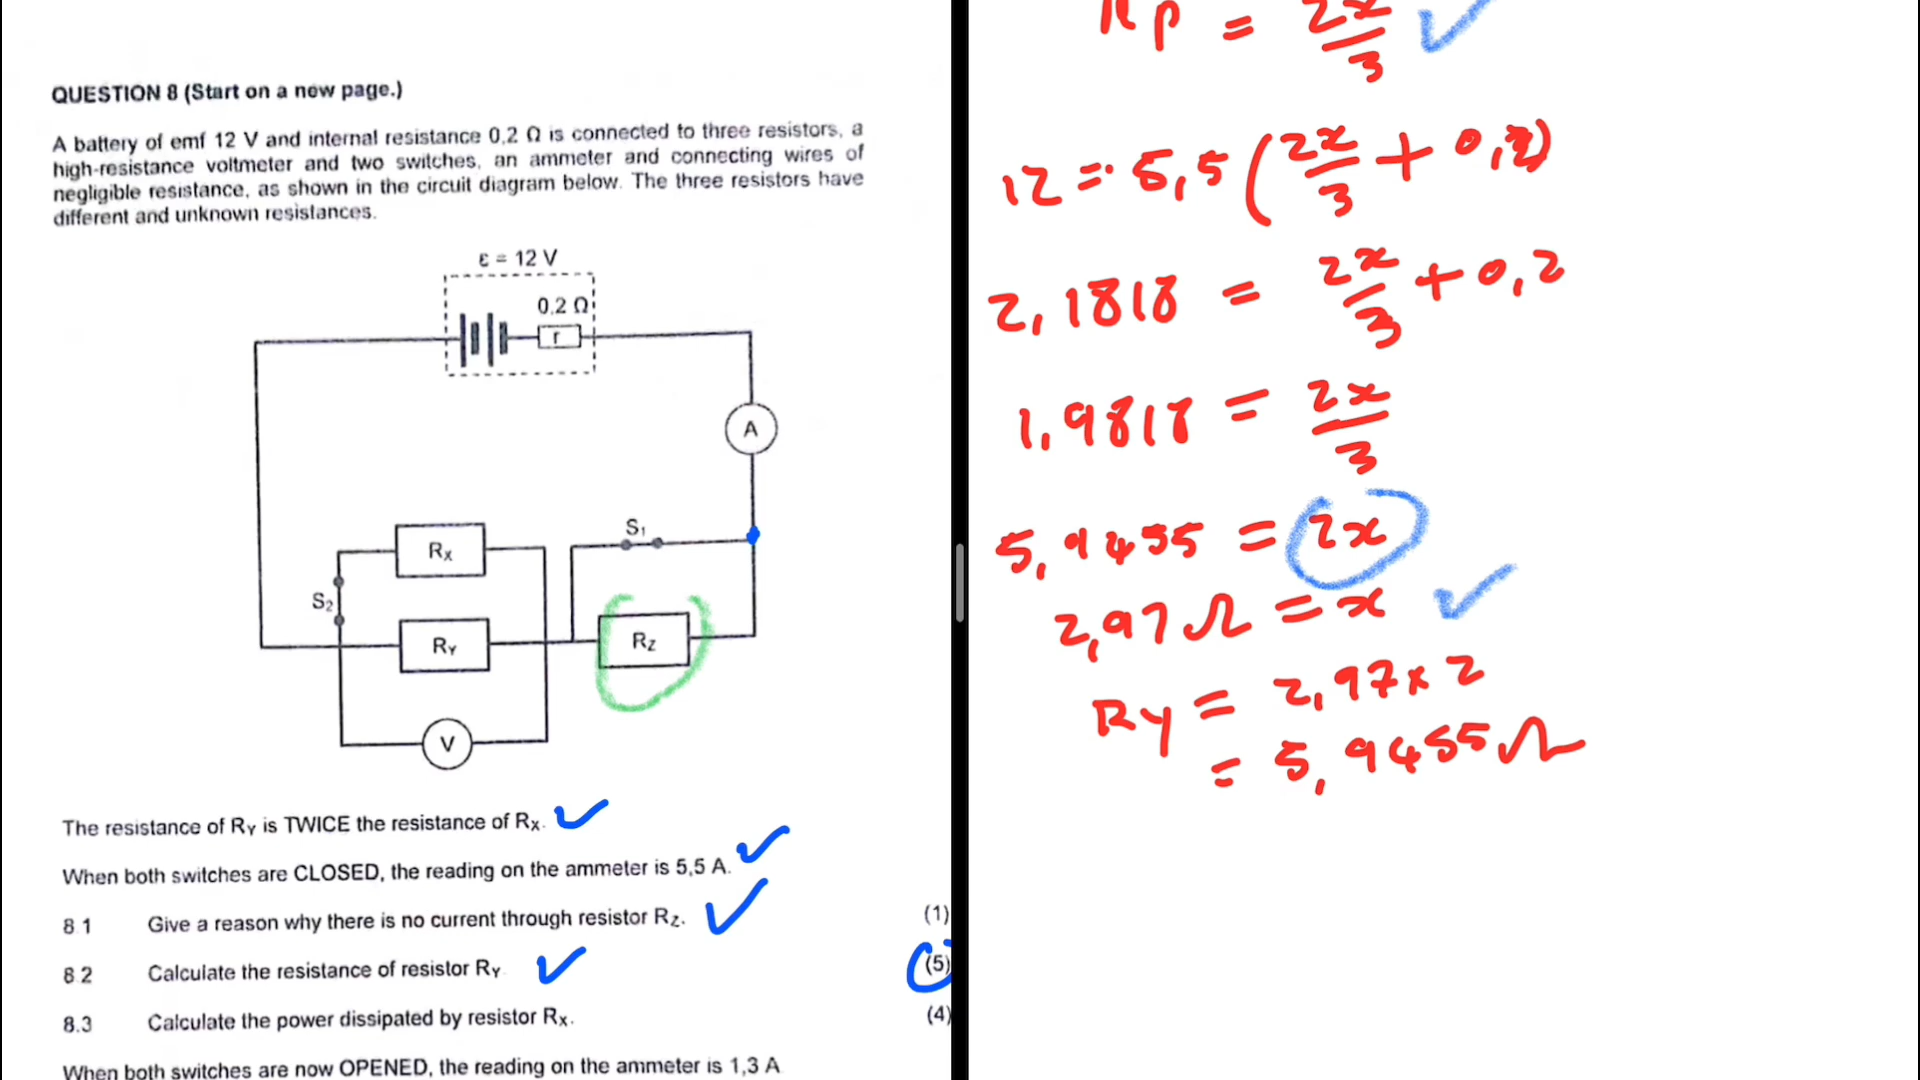 QUESTION 8 (Start on a new page.)
A battery of emf 12 V and internal resistance 0,2 Ω is connected to three resistors, a
high-resistance voltmeter and two switches, an ammeter and connecting wires of
negligible resistance, as shown in the circuit diagram below. The three resistors have
different and unknown resistances.
ε = 12 V
0.2 Ω
r
A
S₁
Rx
S₂
RY
Rz
V
The resistance of RY is TWICE the resistance of Rx.
When both switches are CLOSED, the reading on the ammeter is 5,5 A.
8.1 Give a reason why there is no current through resistor Rz. (1)
8.2 Calculate the resistance of resistor RY (5)
8.3 Calculate the power dissipated by resistor Rx. (4)
When both switches are now OPENED, the reading on the ammeter is 1,3 A
Rp = 2x/3
12 = 5,5 (2x/3 + 0,2)
2,1818 = 2x/3 + 0,2
1,9818 = 2x/3
5,9455 = 2x
2,97 Ω = x
Ry = 2,97 x 2
= 5,9455 Ω